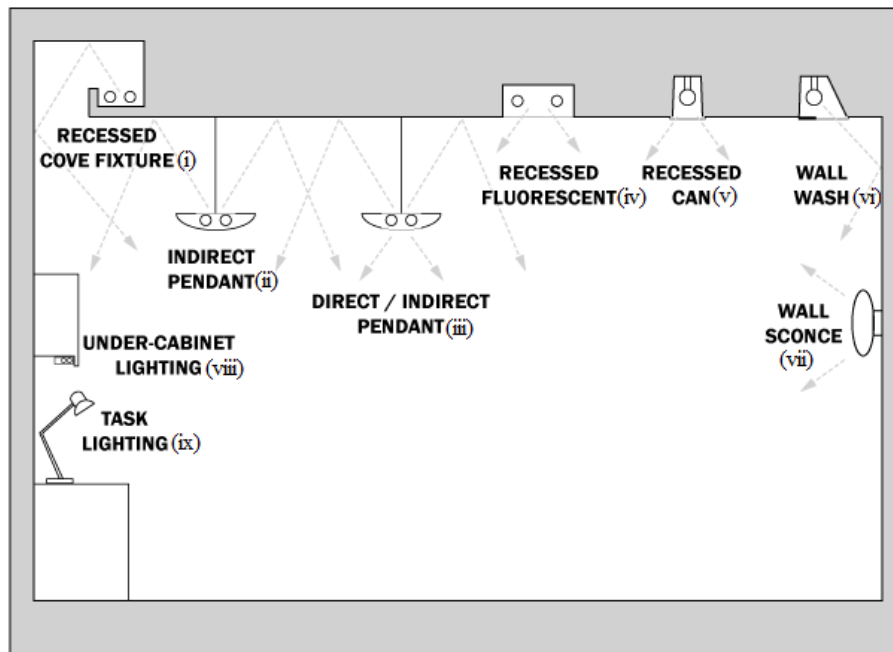 RECESSED
COVE FIXTURE (i)
INDIRECT
PENDANT (ii)
DIRECT / INDIRECT
PENDANT (iii)
RECESSED
FLUORESCENT (iv)
RECESSED
CAN (v)
WALL
WASH (vi)
WALL
SCONCE
(vii)
UNDER-CABINET
LIGHTING (viii)
TASK
LIGHTING (ix)